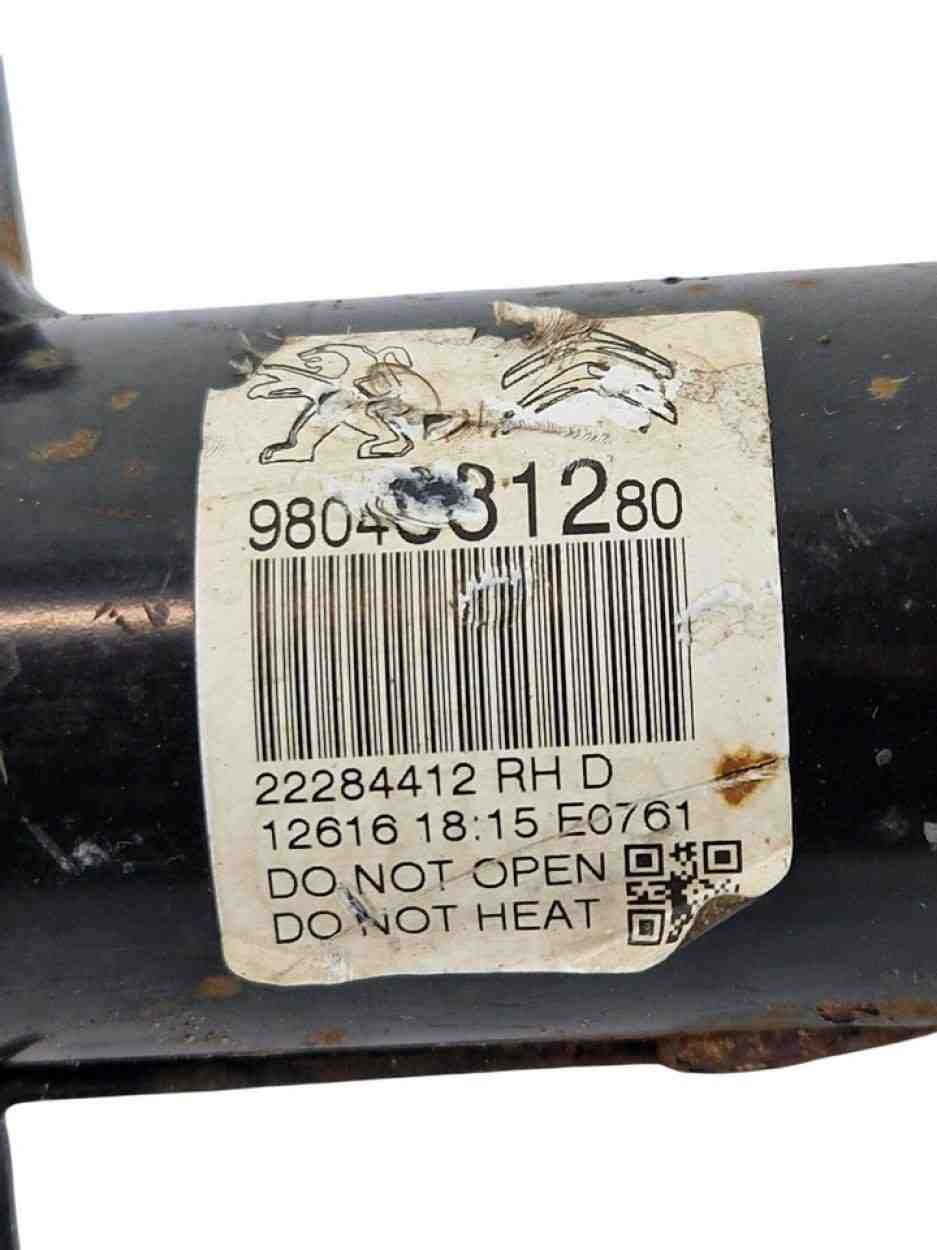 22284412 RH D
12616 18:15 E0761
DO NOT OPEN
DO NOT HEAT